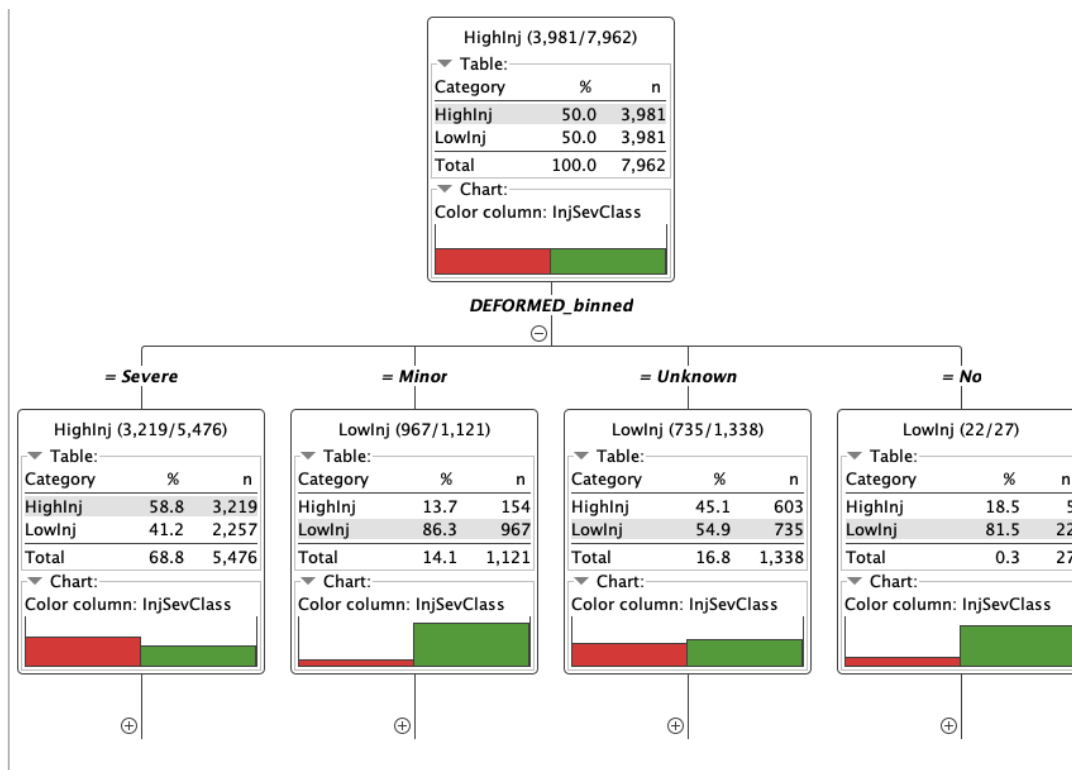 HighInj (3,981/7,962)
Table:
Category % n
HighInj 50.0 3,981
LowInj 50.0 3,981
Total 100.0 7,962
Chart:
Color column: InjSevClass
DEFORMED_binned
= Severe
= Minor
= Unknown
= No
HighInj (3,219/5,476)
Table:
Category % n
HighInj 58.8 3,219
LowInj 41.2 2,257
Total 68.8 5,476
Chart:
Color column: InjSevClass
LowInj (967/1,121)
Table:
Category % n
HighInj 13.7 154
LowInj 86.3 967
Total 14.1 1,121
Chart:
Color column: InjSevClass
LowInj (735/1,338)
Table:
Category % n
HighInj 45.1 603
LowInj 54.9 735
Total 16.8 1,338
Chart:
Color column: InjSevClass
LowInj (22/27)
Table:
Category % n
HighInj 18.5 5
LowInj 81.5 22
Total 0.3 27
Chart:
Color column: InjSevClass